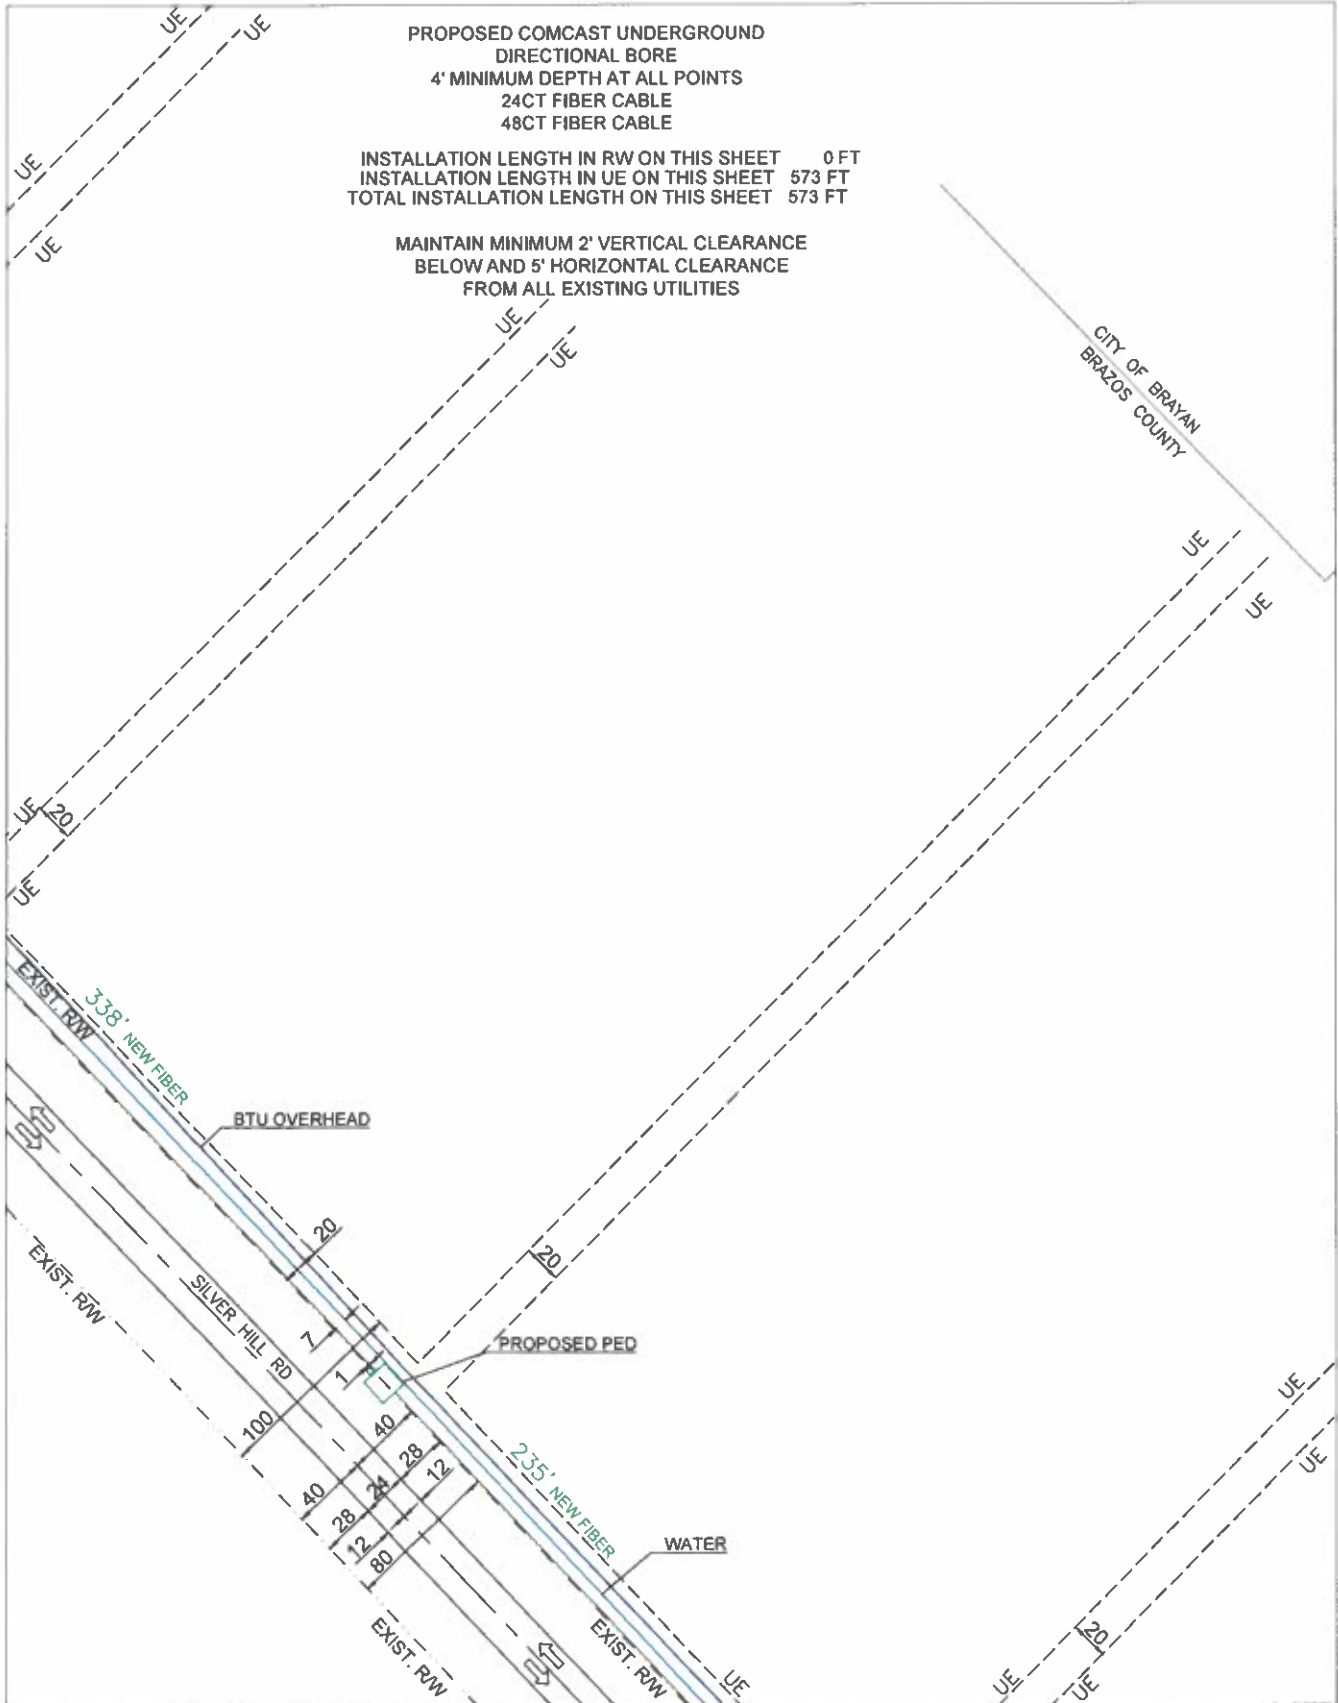 UE
UE
PROPOSED COMCAST UNDERGROUND
DIRECTIONAL BORE
4' MINIMUM DEPTH AT ALL POINTS
24CT FIBER CABLE
48CT FIBER CABLE
INSTALLATION LENGTH IN RW ON THIS SHEET 0 FT
INSTALLATION LENGTH IN UE ON THIS SHEET 573 FT
TOTAL INSTALLATION LENGTH ON THIS SHEET 573 FT
MAINTAIN MINIMUM 2' VERTICAL CLEARANCE
BELOW AND 5' HORIZONTAL CLEARANCE
FROM ALL EXISTING UTILITIES
UE
UE
UE
UE
CITY OF BRAYAN
BRAZOS COUNTY
UE
UE
UE
20
UE
EXIST. R/W
338' NEW FIBER
BTU OVERHEAD
20
20
EXIST. R/W
SILVER HILL RD
7
1
PROPOSED PED
100
40
28
12
40
24
28
12
80
235' NEW FIBER
WATER
UE
UE
EXIST. R/W
EXIST. R/W
UE
20
UE
UE